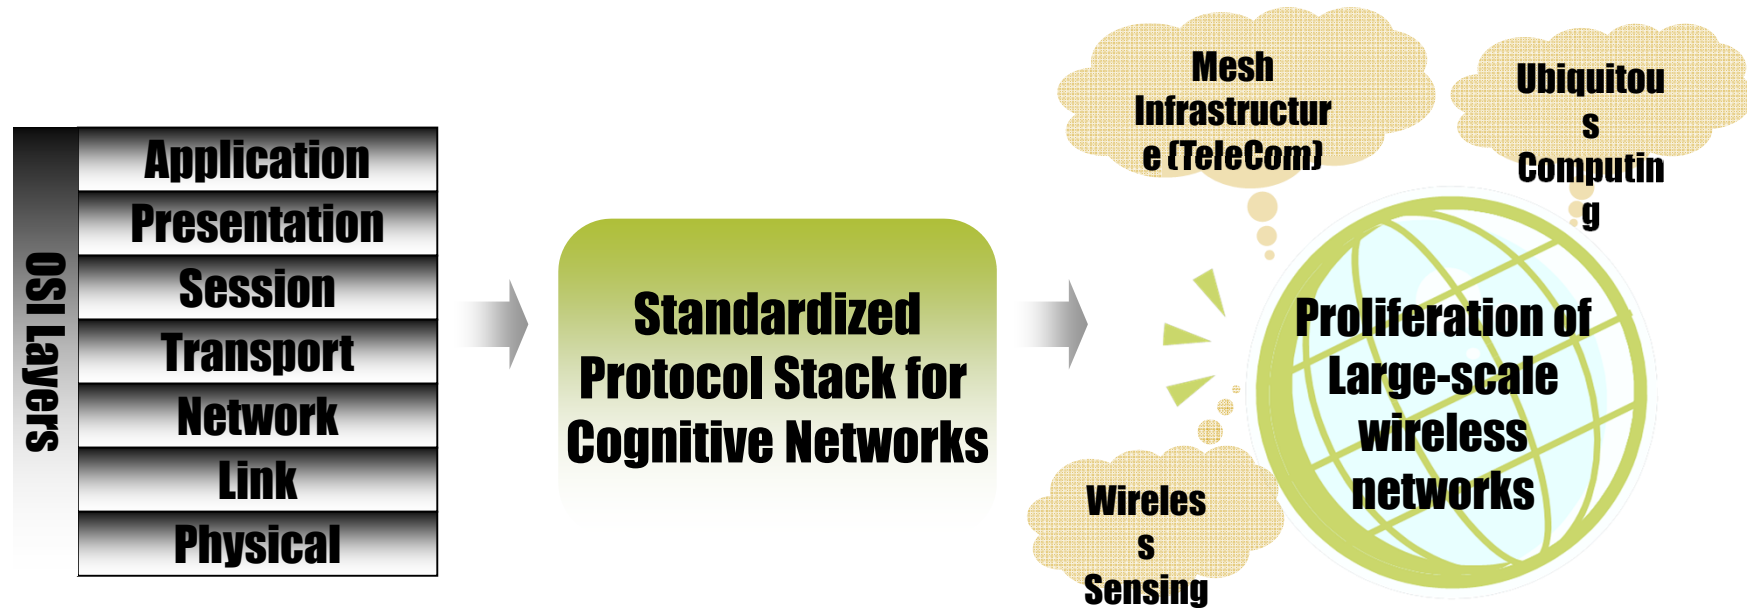 OSI Layers
Application
Presentation
Session
Transport
Network
Link
Physical
Standardized
Protocol Stack for
Cognitive Networks
Mesh
Infrastructur
e (TeleCom)
Ubiquitou
s
Computin
g
Proliferation of
Large-scale
wireless
networks
Wireles
s
Sensing